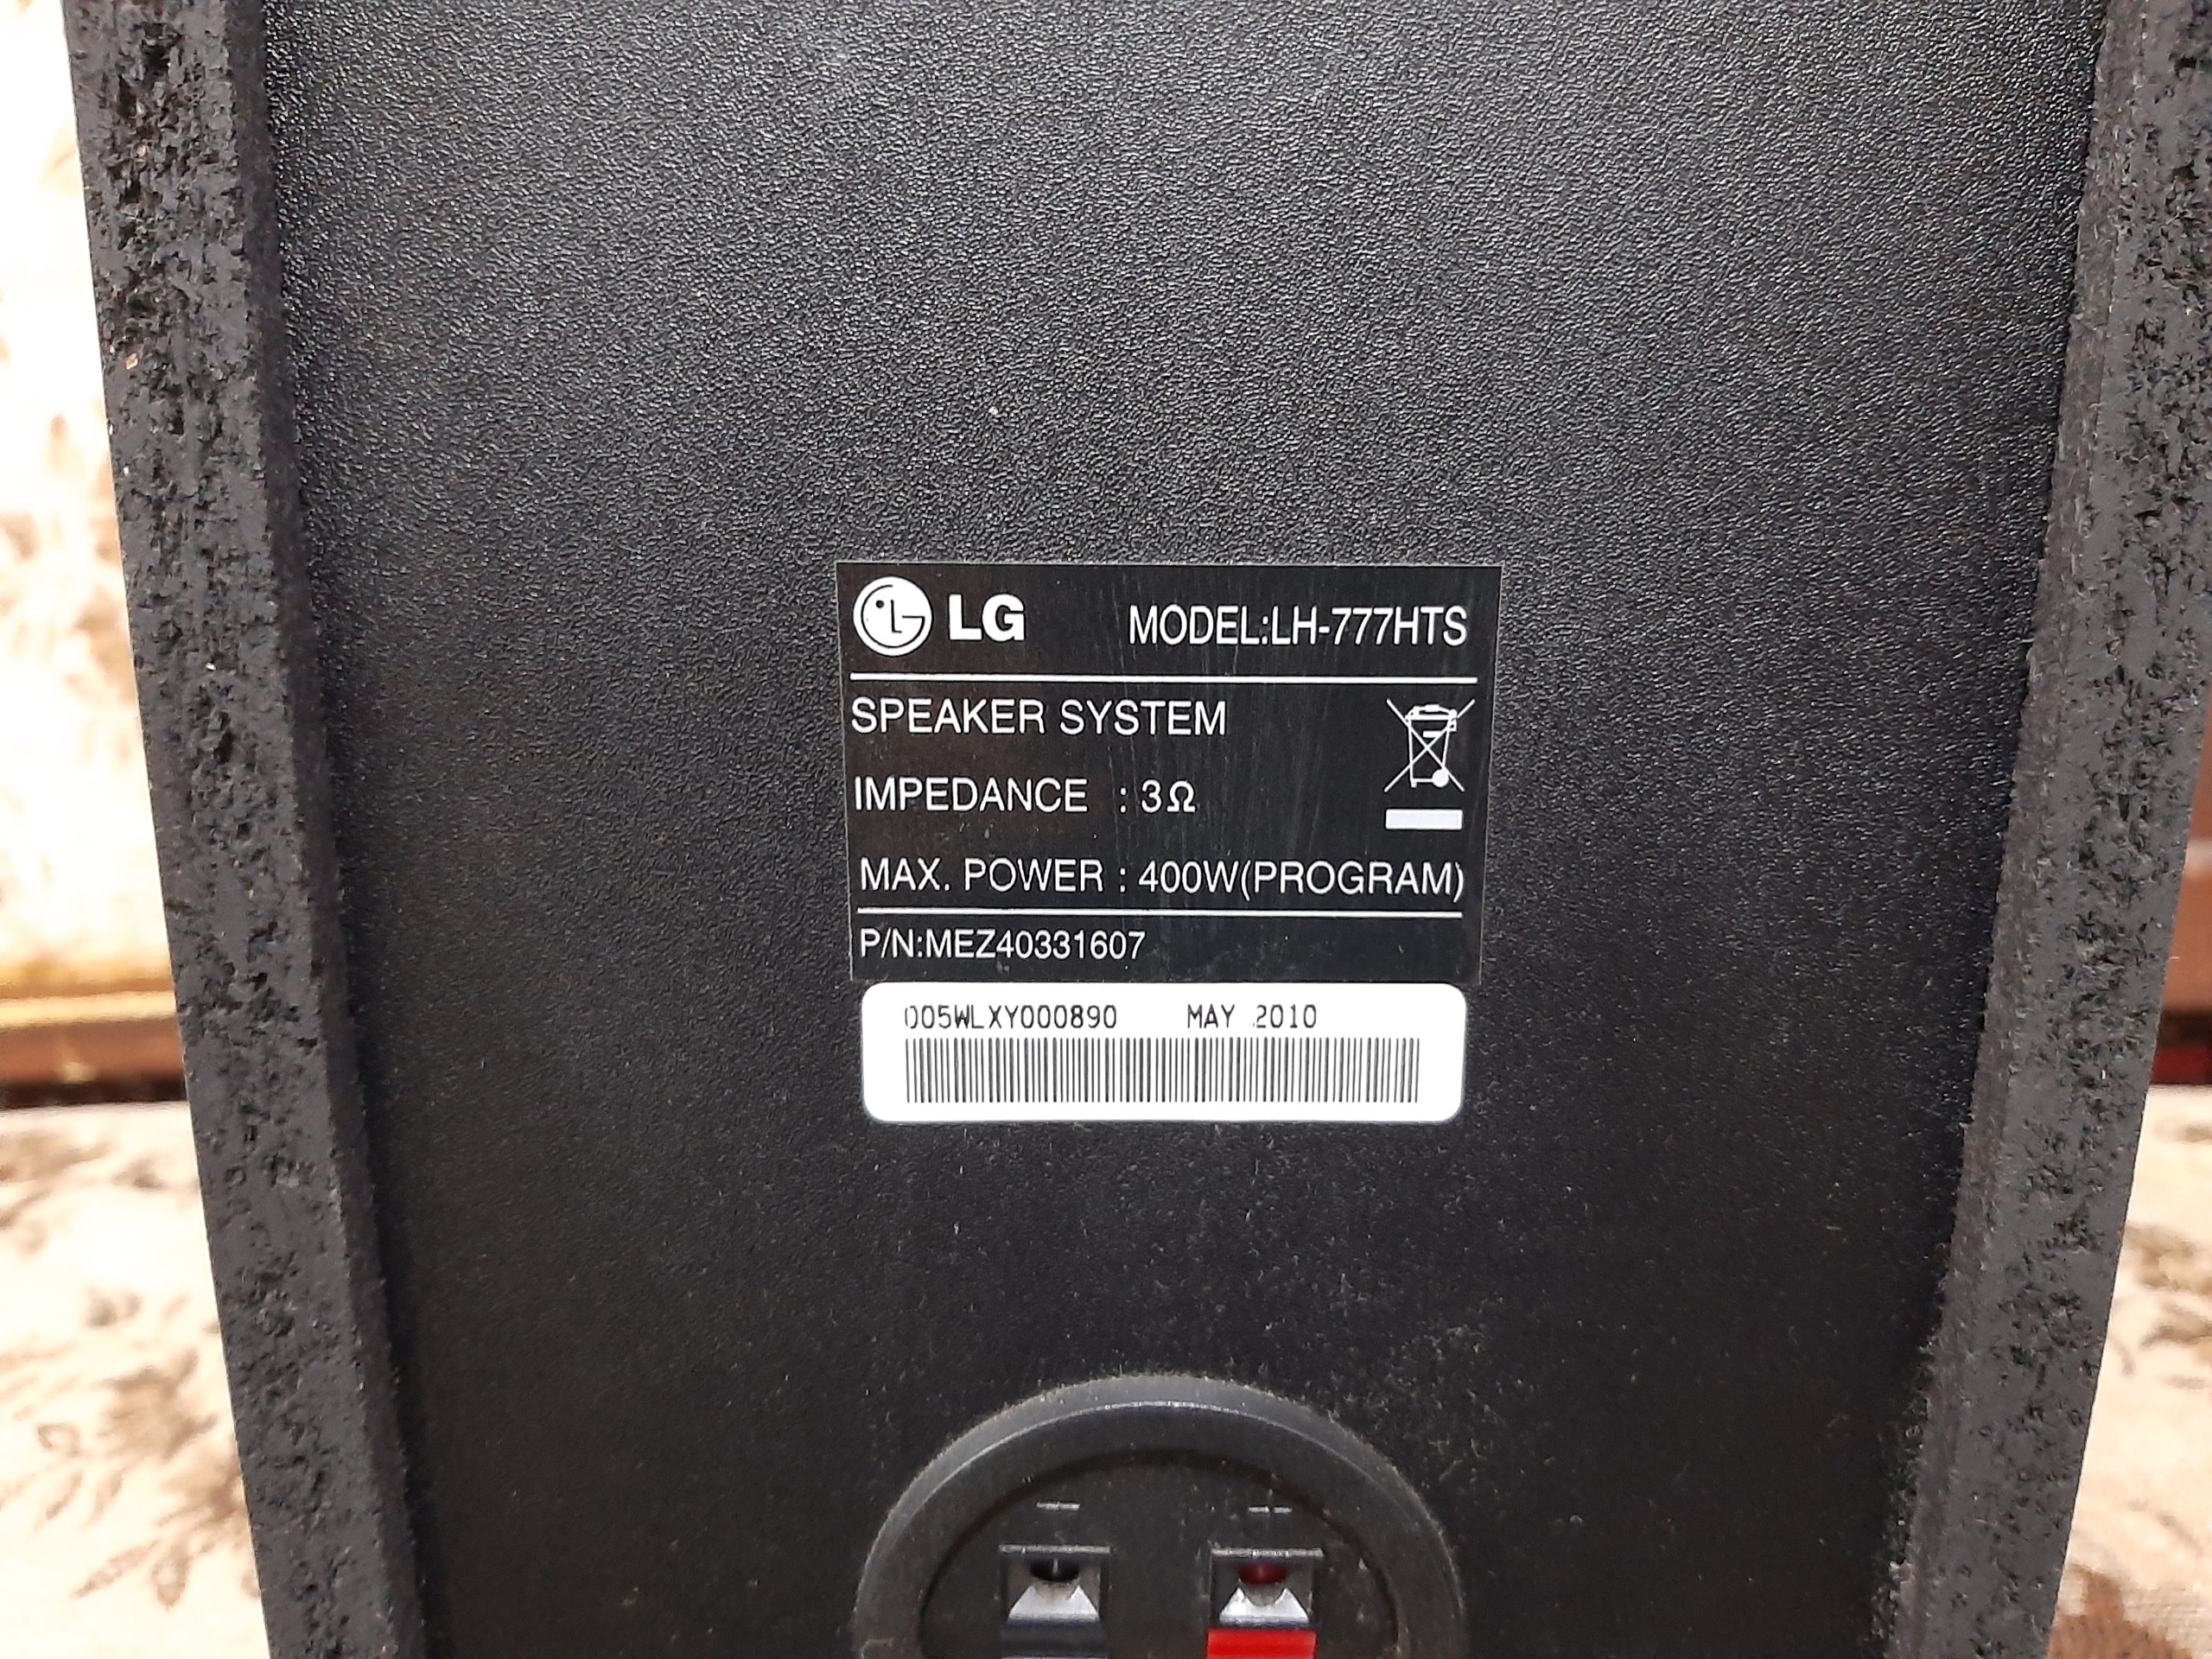 LG MODEL:LH-777HTS
SPEAKER SYSTEM
IMPEDANCE : 3Ω
MAX. POWER : 400W(PROGRAM)
P/N:MEZ40331607
005WLXY000890 MAY 2010